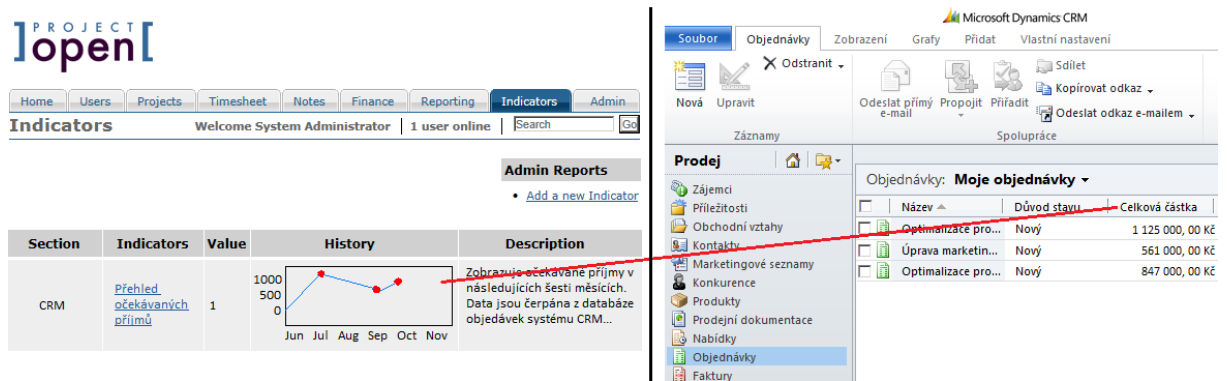 PROJECT
]open[
Home Users Projects Timesheet Notes Finance Reporting Indicators Admin
Indicators Welcome System Administrator | 1 user online | Search Go
Admin Reports
• Add a new Indicator
Section Indicators Value History Description
CRM
Přehled
očekávaných
příjmů
1
1000
500
0
Jun Jul Aug Sep Oct Nov
Zobrazuje očekávané příjmy v
následujících šesti měsících.
Data jsou čerpána z databáze
objedávek systému CRM...
Microsoft Dynamics CRM
Soubor Objednávky Zobrazení Grafy Přidat Vlastní nastavení
Nová
Upravit
Odstranit
Záznamy
Odeslat přímý
e-mail
Propojit
Přiřadit
Sdílet
Kopírovat odkaz
Odeslat odkaz e-mailem
Spolupráce
Prodej
Zájemci
Příležitosti
Obchodní vztahy
Kontakty
Marketingové seznamy
Konkurence
Produkty
Prodejní dokumentace
Nabídky
Objednávky
Faktury
Objednávky: Moje objednávky
Název Důvod stavu Celková částka
Optimalizace pro... Nový 1 125 000, 00 Kč
Úprava marketin... Nový 561 000, 00 Kč
Optimalizace pro... Nový 847 000, 00 Kč